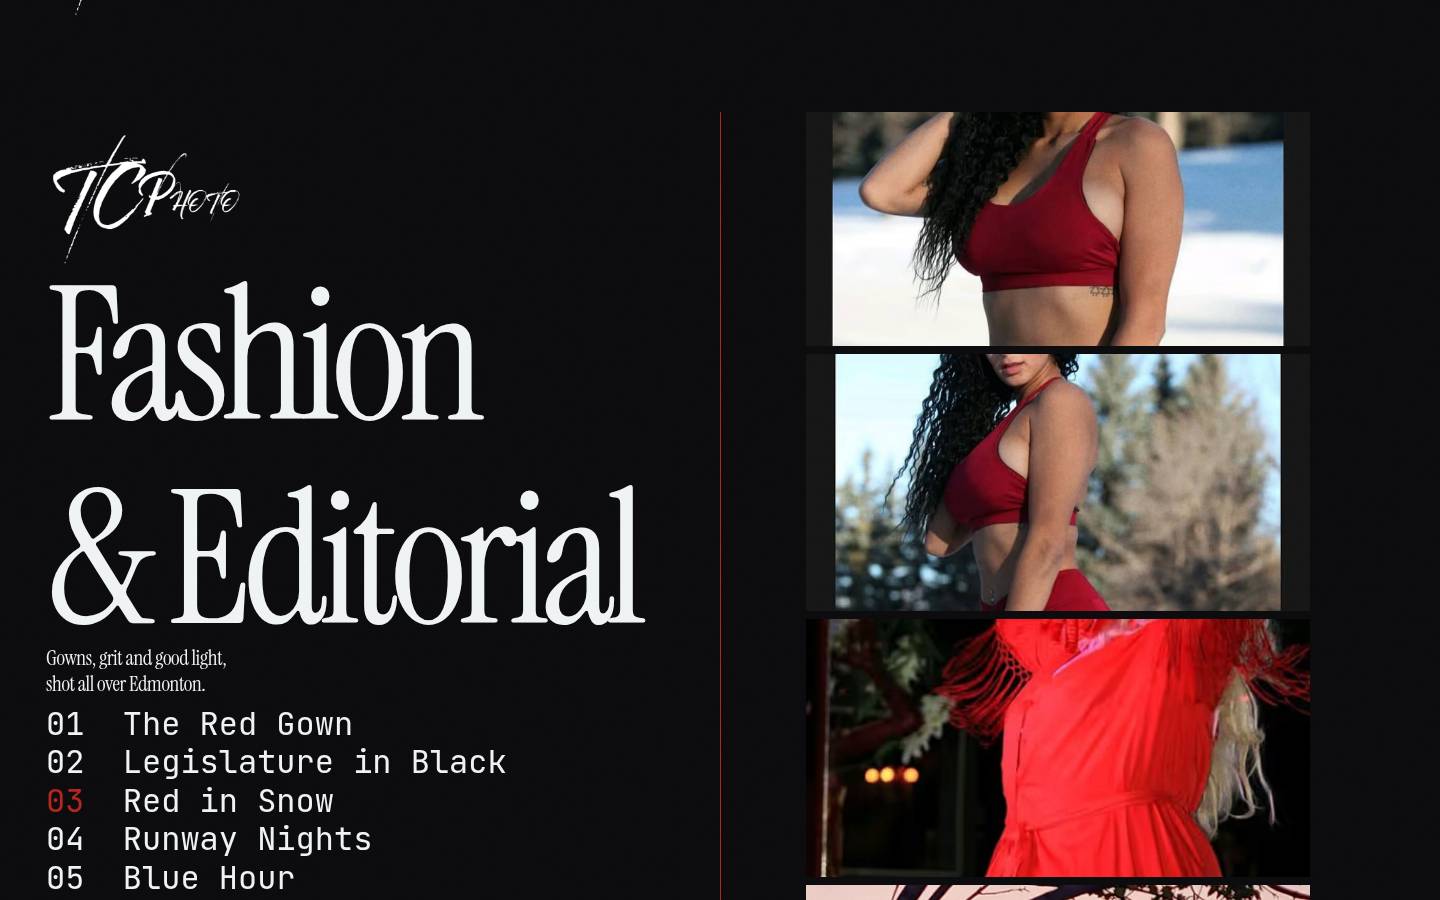 TCPHOTO
Fashion
& Editorial
Gowns, grit and good light,
shot all over Edmonton.
01 The Red Gown
02 Legislature in Black
03 Red in Snow
04 Runway Nights
05 Blue Hour